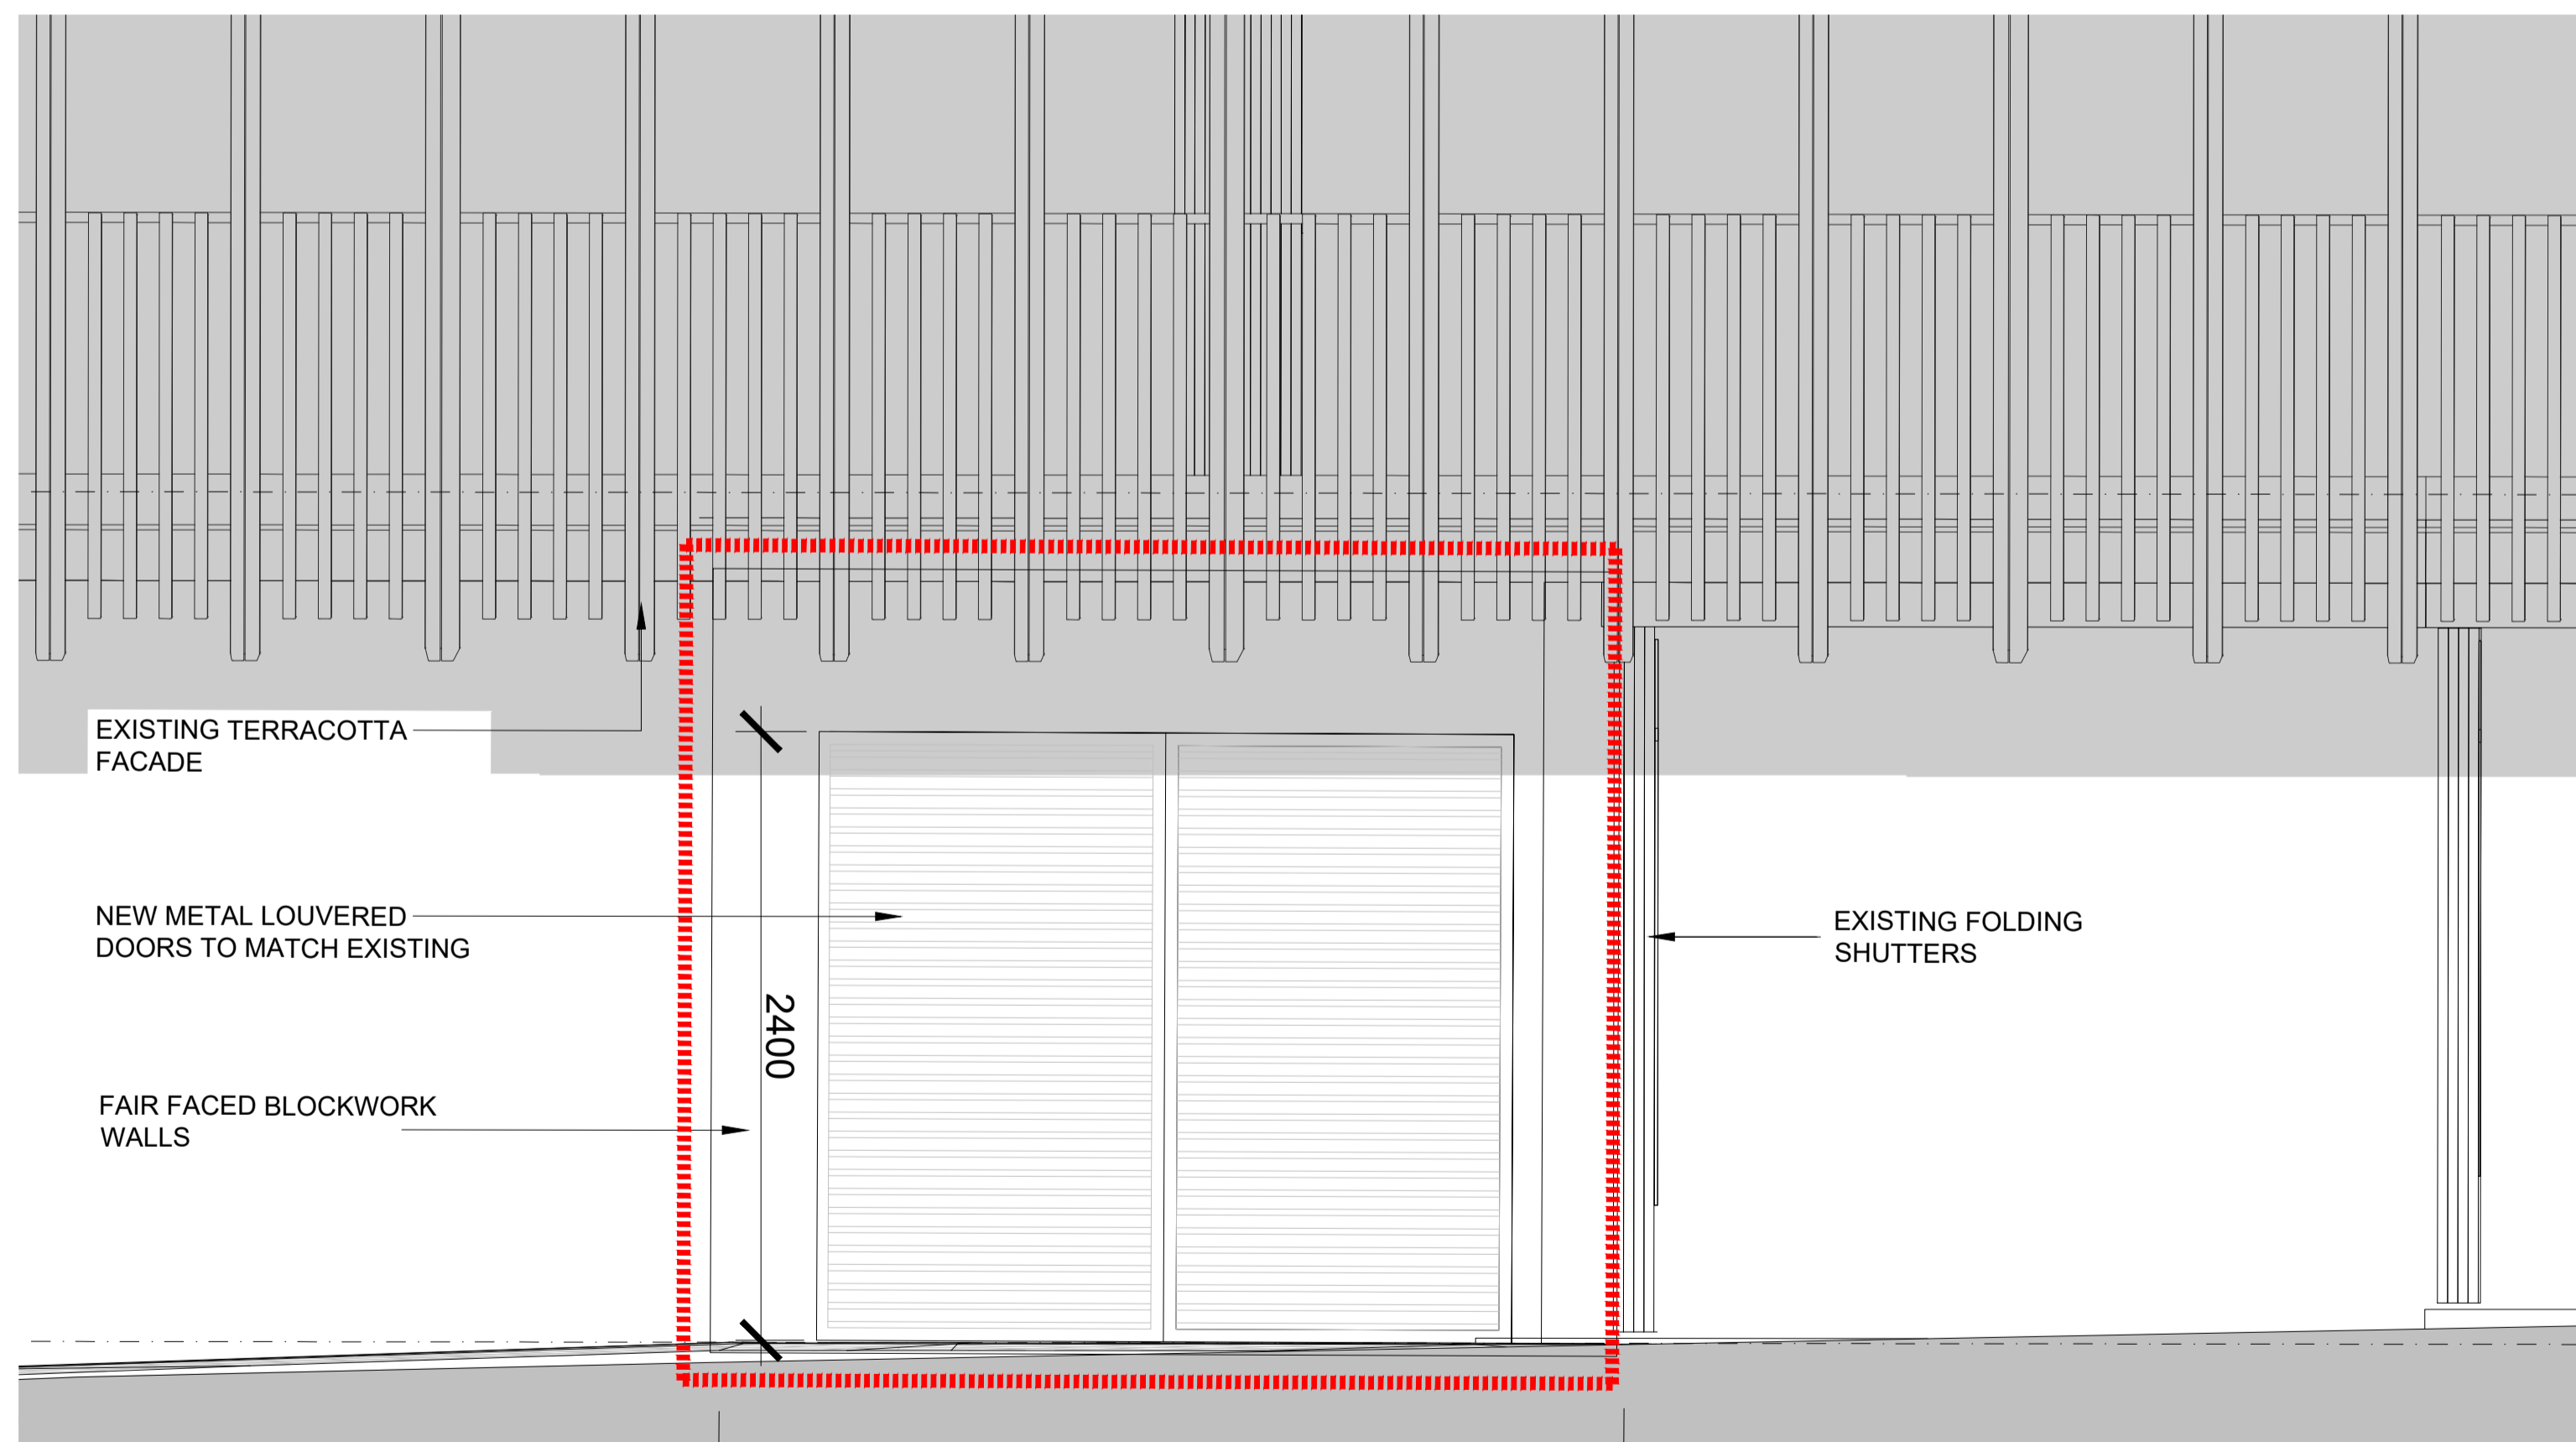 EXISTING TERRACOTTA
FACADE
NEW METAL LOUVERED
DOORS TO MATCH EXISTING
EXISTING FOLDING
SHUTTERS
2400
FAIR FACED BLOCKWORK
WALLS